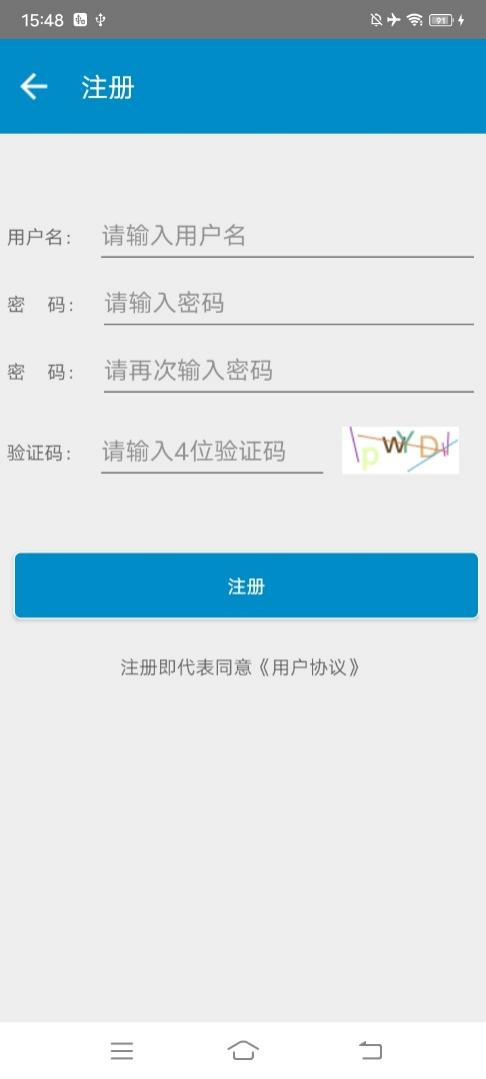 15:48
91
注册
用户名： 请输入用户名
密 码： 请输入密码
密 码： 请再次输入密码
验证码： 请输入4位验证码
注册
注册即代表同意《用户协议》